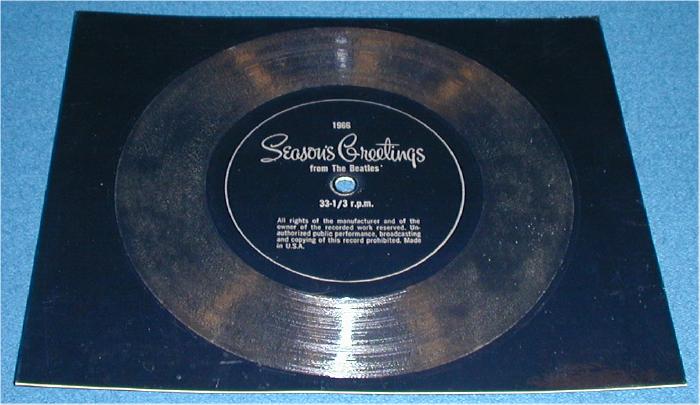 1966
Season's Greetings
from The Beatles'
33-1/3 r.p.m.
All rights of the manufacturer and of the
owner of the recorded work reserved. Un-
authorized public performance, broadcasting
and copying of this record prohibited. Made
in U.S.A.